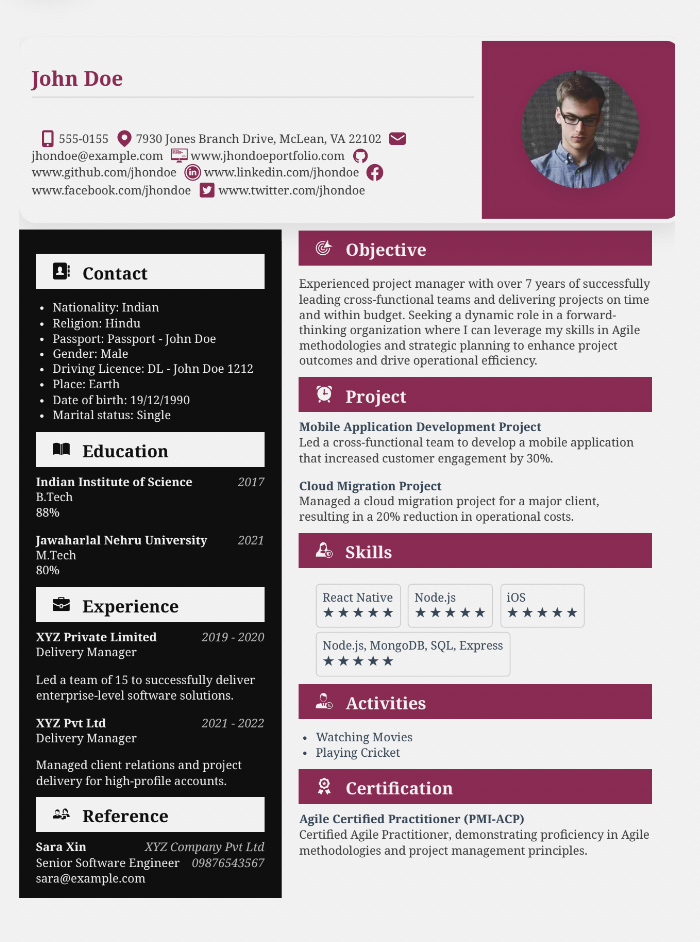 John Doe
555-0155 7930 Jones Branch Drive, McLean, VA 22102
jhondoe@example.com www.jhondoeportfolio.com
www.github.com/jhondoe www.linkedin.com/jhondoe
www.facebook.com/jhondoe www.twitter.com/jhondoe
Contact
• Nationality: Indian
• Religion: Hindu
• Passport: Passport - John Doe
• Gender: Male
• Driving Licence: DL - John Doe 1212
• Place: Earth
• Date of birth: 19/12/1990
• Marital status: Single
Education
Indian Institute of Science 2017
B.Tech
88%
Jawaharlal Nehru University 2021
M.Tech
80%
Experience
XYZ Private Limited 2019 - 2020
Delivery Manager
Led a team of 15 to successfully deliver
enterprise-level software solutions.
XYZ Pvt Ltd 2021 - 2022
Delivery Manager
Managed client relations and project
delivery for high-profile accounts.
Reference
Sara Xin XYZ Company Pvt Ltd
Senior Software Engineer 09876543567
sara@example.com
Objective
Experienced project manager with over 7 years of successfully
leading cross-functional teams and delivering projects on time
and within budget. Seeking a dynamic role in a forward-
thinking organization where I can leverage my skills in Agile
methodologies and strategic planning to enhance project
outcomes and drive operational efficiency.
Project
Mobile Application Development Project
Led a cross-functional team to develop a mobile application
that increased customer engagement by 30%.
Cloud Migration Project
Managed a cloud migration project for a major client,
resulting in a 20% reduction in operational costs.
Skills
React Native Node.js iOS
★★★★★ ★★★★★ ★★★★★
Node.js, MongoDB, SQL, Express
★★★★★
Activities
• Watching Movies
• Playing Cricket
Certification
Agile Certified Practitioner (PMI-ACP)
Certified Agile Practitioner, demonstrating proficiency in Agile
methodologies and project management principles.